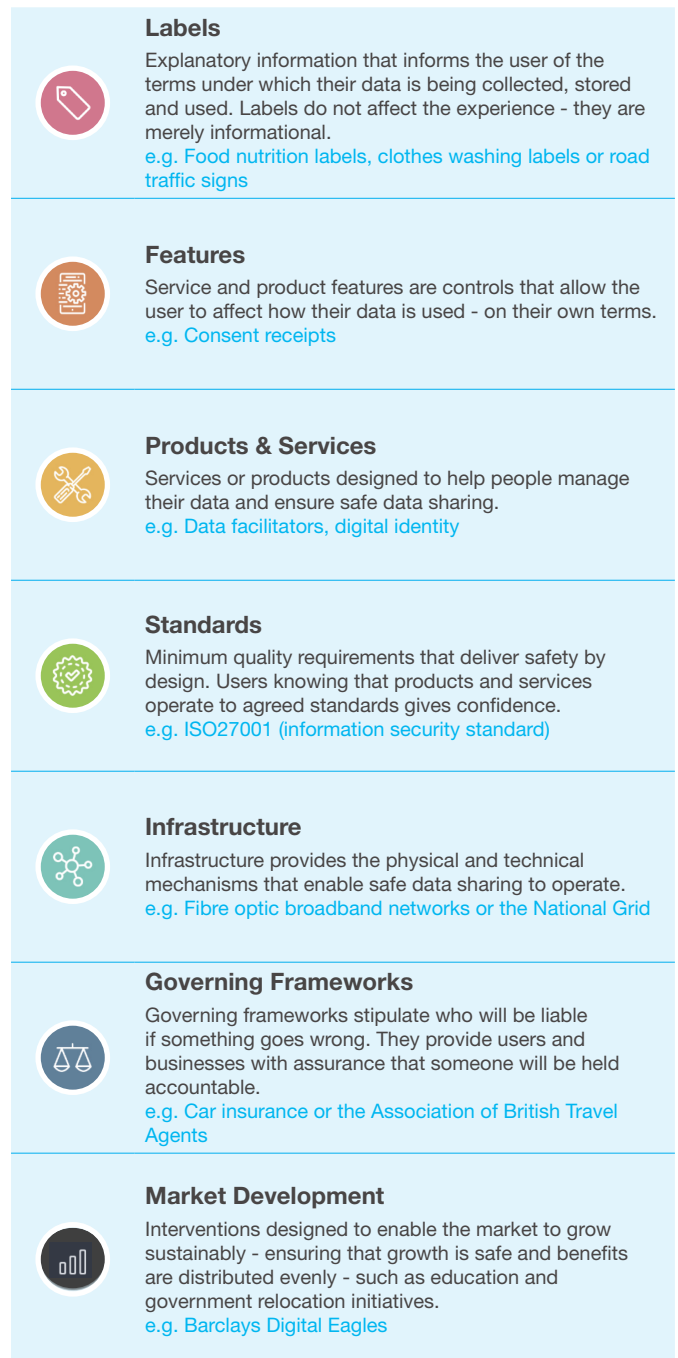 Labels
Explanatory information that informs the user of the
terms under which their data is being collected, stored
and used. Labels do not affect the experience - they are
merely informational.
e.g. Food nutrition labels, clothes washing labels or road
traffic signs
Features
Service and product features are controls that allow the
user to affect how their data is used - on their own terms.
e.g. Consent receipts
Products & Services
Services or products designed to help people manage
their data and ensure safe data sharing.
e.g. Data facilitators, digital identity
Standards
Minimum quality requirements that deliver safety by
design. Users knowing that products and services
operate to agreed standards gives confidence.
e.g. ISO27001 (information security standard)
Infrastructure
Infrastructure provides the physical and technical
mechanisms that enable safe data sharing to operate.
e.g. Fibre optic broadband networks or the National Grid
Governing Frameworks
Governing frameworks stipulate who will be liable
if something goes wrong. They provide users and
businesses with assurance that someone will be held
accountable.
e.g. Car insurance or the Association of British Travel
Agents
Market Development
Interventions designed to enable the market to grow
sustainably - ensuring that growth is safe and benefits
are distributed evenly - such as education and
government relocation initiatives.
e.g. Barclays Digital Eagles